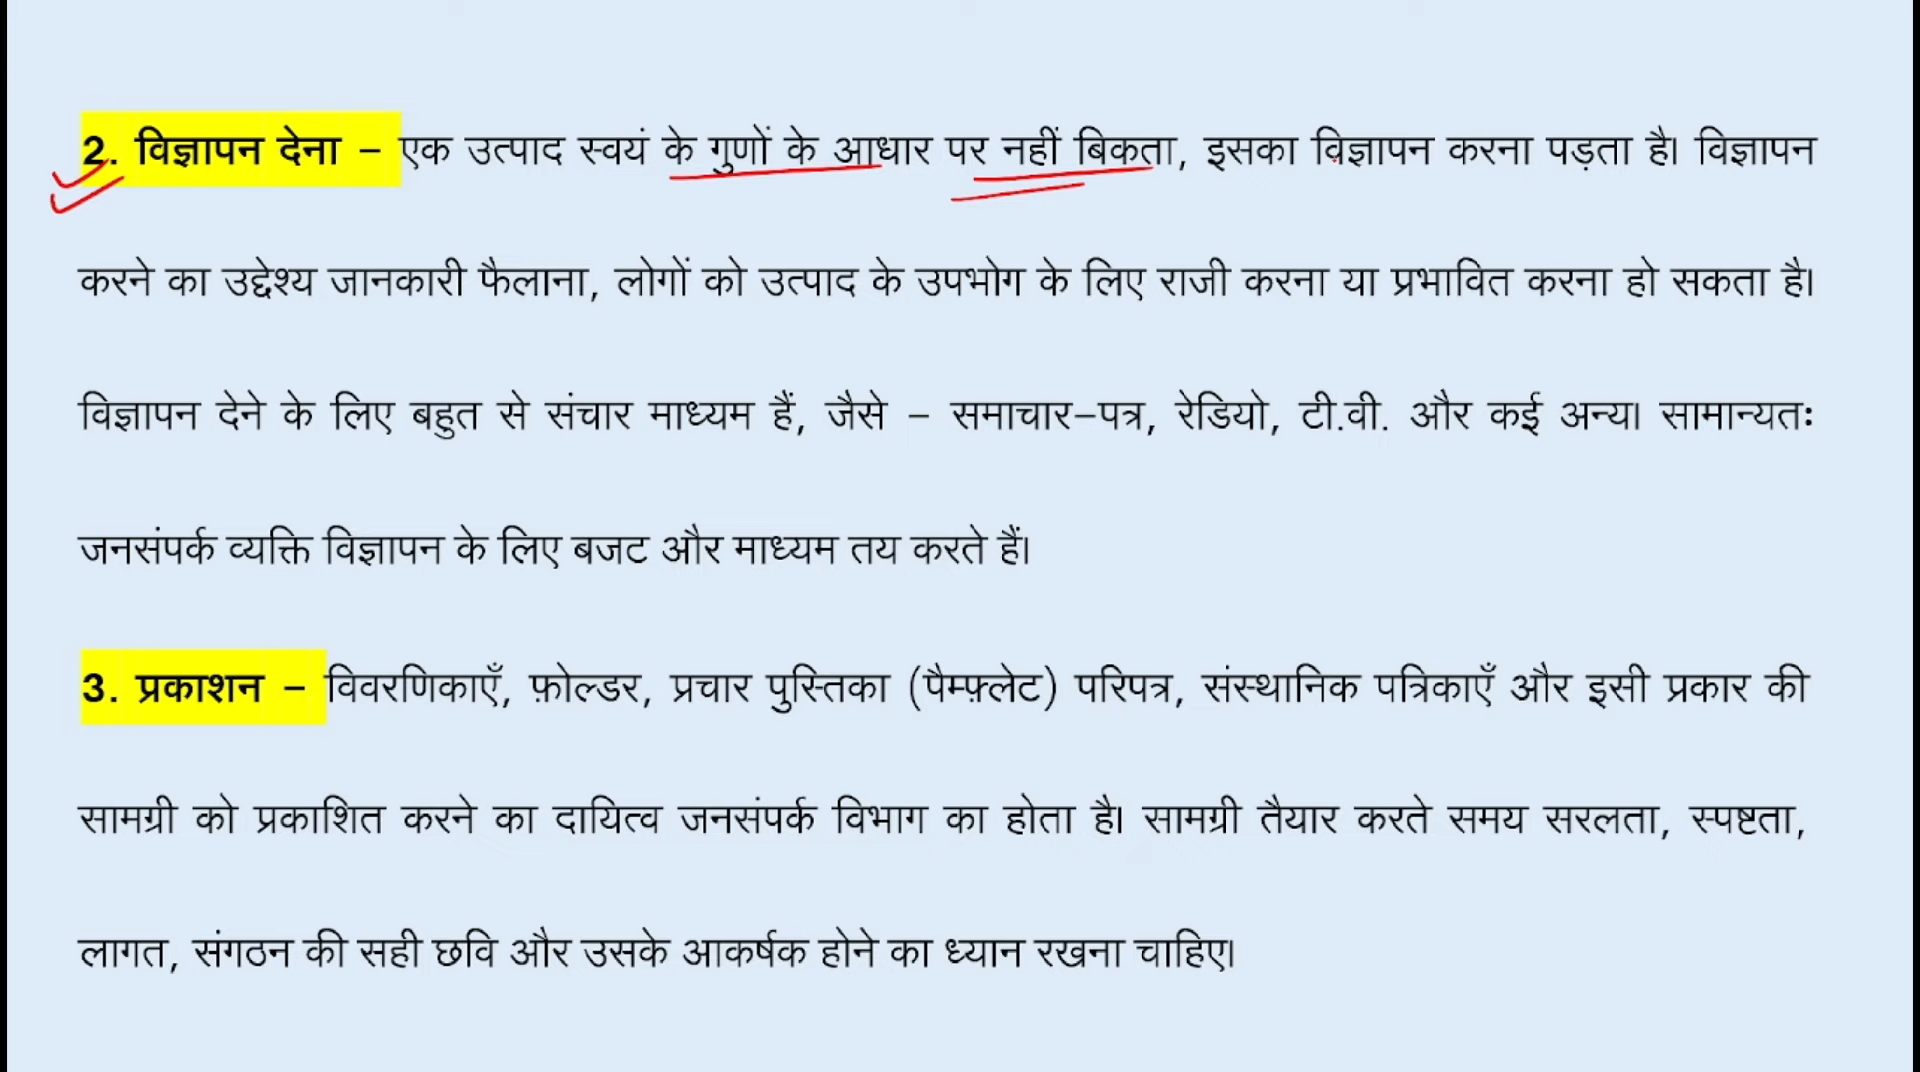 2. विज्ञापन देना – एक उत्पाद स्वयं के गुणों के आधार पर नहीं बिकता, इसका विज्ञापन करना पड़ता है। विज्ञापन
करने का उद्देश्य जानकारी फैलाना, लोगों को उत्पाद के उपभोग के लिए राजी करना या प्रभावित करना हो सकता है।
विज्ञापन देने के लिए बहुत से संचार माध्यम हैं, जैसे – समाचार–पत्र, रेडियो, टी.वी. और कई अन्य। सामान्यतः
जनसंपर्क व्यक्ति विज्ञापन के लिए बजट और माध्यम तय करते हैं।
3. प्रकाशन – विवरणिकाएँ, फ़ोल्डर, प्रचार पुस्तिका (पैम्फ़्लेट) परिपत्र, संस्थानिक पत्रिकाएँ और इसी प्रकार की
सामग्री को प्रकाशित करने का दायित्व जनसंपर्क विभाग का होता है। सामग्री तैयार करते समय सरलता, स्पष्टता,
लागत, संगठन की सही छवि और उसके आकर्षक होने का ध्यान रखना चाहिए।